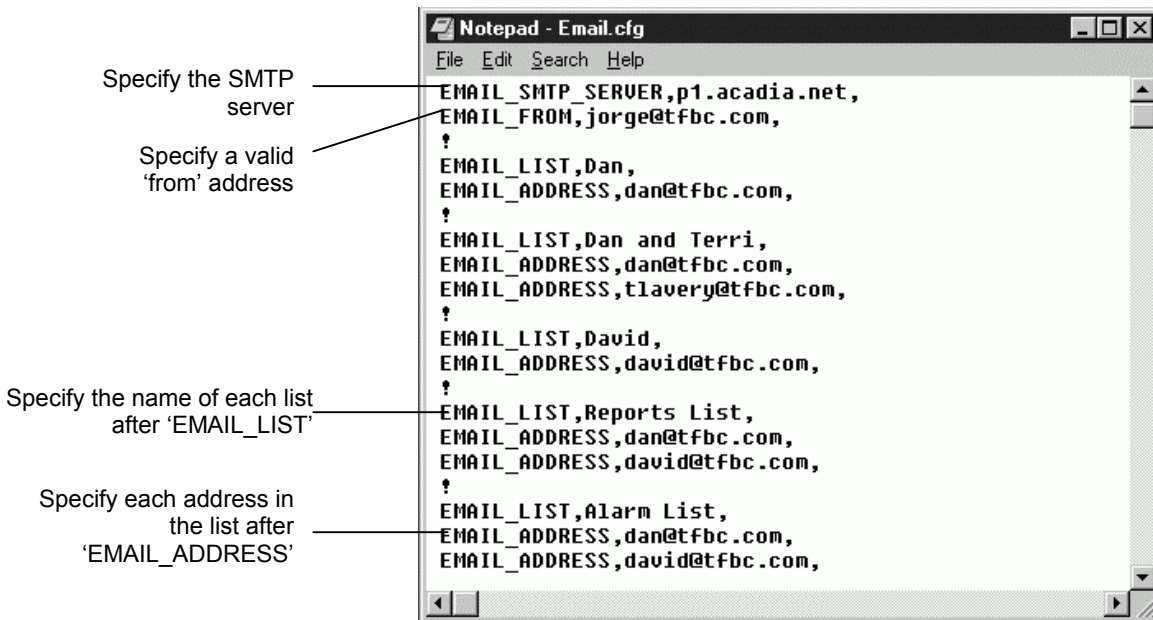 Notepad - Email.cfg
File Edit Search Help
Specify the SMTP
server
Specify a valid
‘from’ address
Specify the name of each list
after ‘EMAIL_LIST’
Specify each address in
the list after
‘EMAIL_ADDRESS’
EMAIL_SMTP_SERVER,p1.acadia.net,
EMAIL_FROM,jorge@tfbc.com,
!
EMAIL_LIST,Dan,
EMAIL_ADDRESS,dan@tfbc.com,
!
EMAIL_LIST,Dan and Terri,
EMAIL_ADDRESS,dan@tfbc.com,
EMAIL_ADDRESS,tlavery@tfbc.com,
!
EMAIL_LIST,David,
EMAIL_ADDRESS,david@tfbc.com,
!
EMAIL_LIST,Reports List,
EMAIL_ADDRESS,dan@tfbc.com,
EMAIL_ADDRESS,david@tfbc.com,
!
EMAIL_LIST,Alarm List,
EMAIL_ADDRESS,dan@tfbc.com,
EMAIL_ADDRESS,david@tfbc.com,